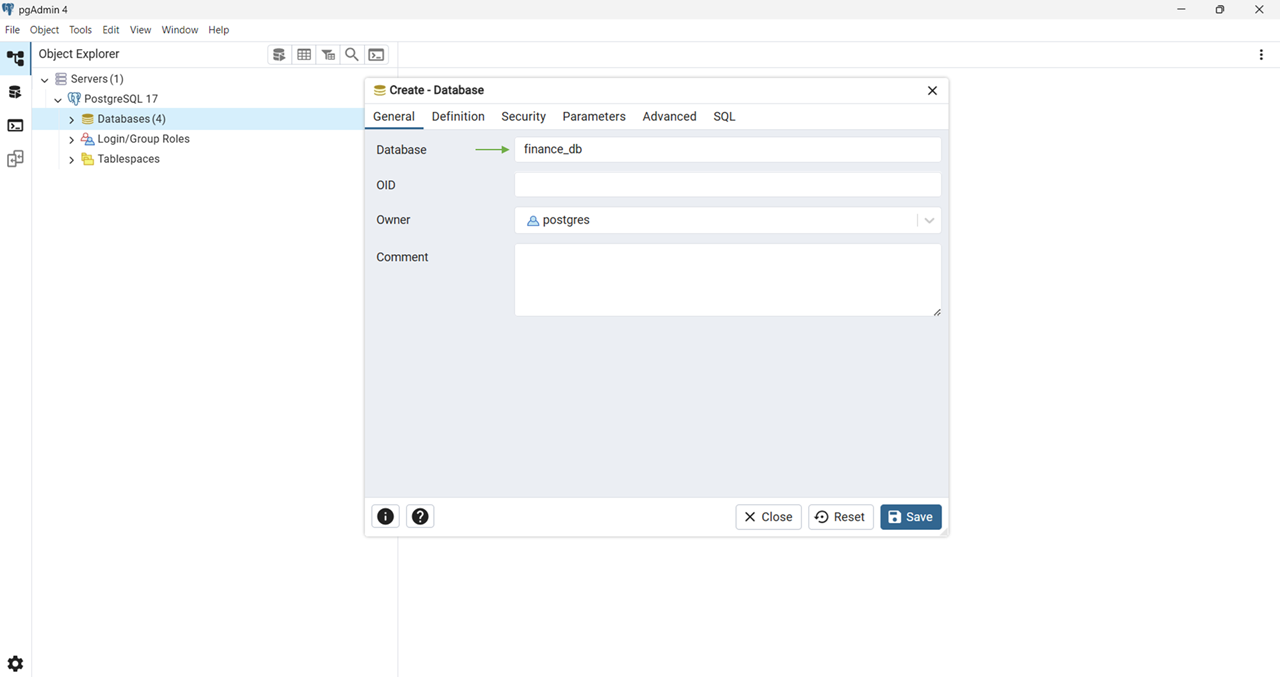 pgAdmin 4
File Object Tools Edit View Window Help
Object Explorer
Servers (1)
PostgreSQL 17
Databases (4)
Login/Group Roles
Tablespaces
Create - Database
General Definition Security Parameters Advanced SQL
Database finance_db
OID
Owner postgres
Comment
Close Reset Save